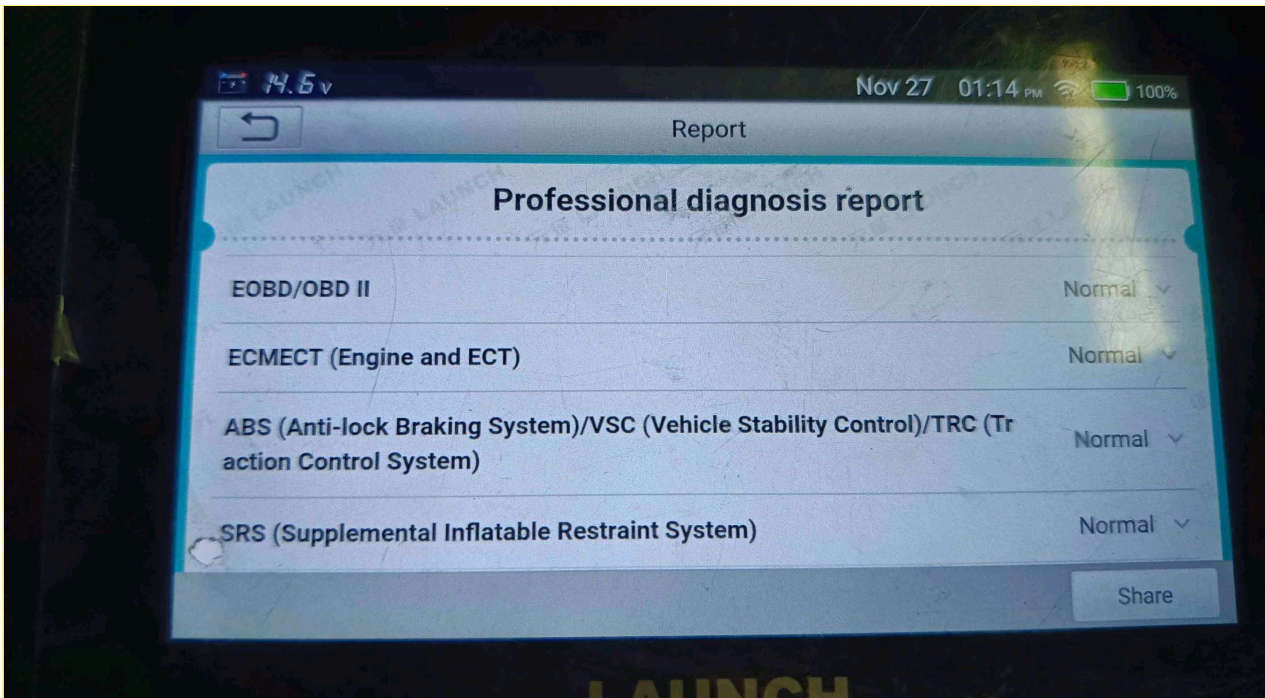 14.6v Nov 27 01:14 PM 100%
Report
Professional diagnosis report
EOBD/OBD II Normal
ECMECT (Engine and ECT) Normal
ABS (Anti-lock Braking System)/VSC (Vehicle Stability Control)/TRC (Tr
action Control System) Normal
SRS (Supplemental Inflatable Restraint System) Normal
Share
LAUNCH